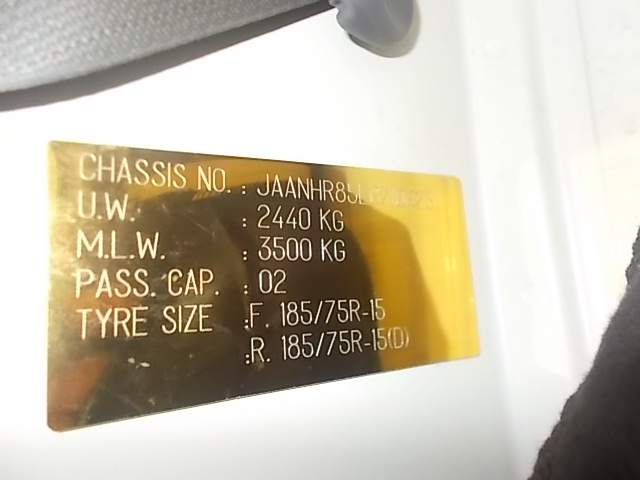 CHASSIS NO. :
U.W. : 2440 KG
M.L.W. : 3500 KG
PASS. CAP. : 02
TYRE SIZE :F. 185/75R-15
:R. 185/75R-15(D)